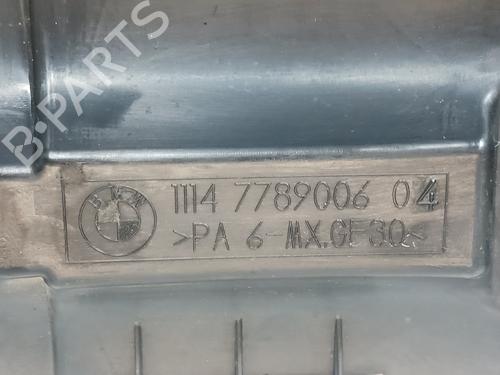 B-PARTS
BMW
1114 7789006 04
>PA 6-MX.GF30<